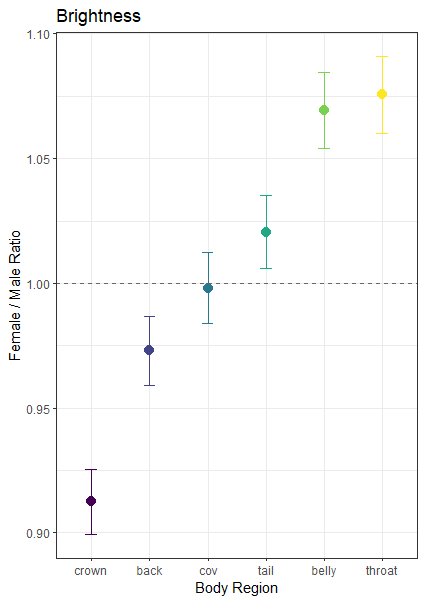 Brightness
Female / Male Ratio
1.10
1.05
1.00
0.95
0.90
crown back cov tail belly throat
Body Region